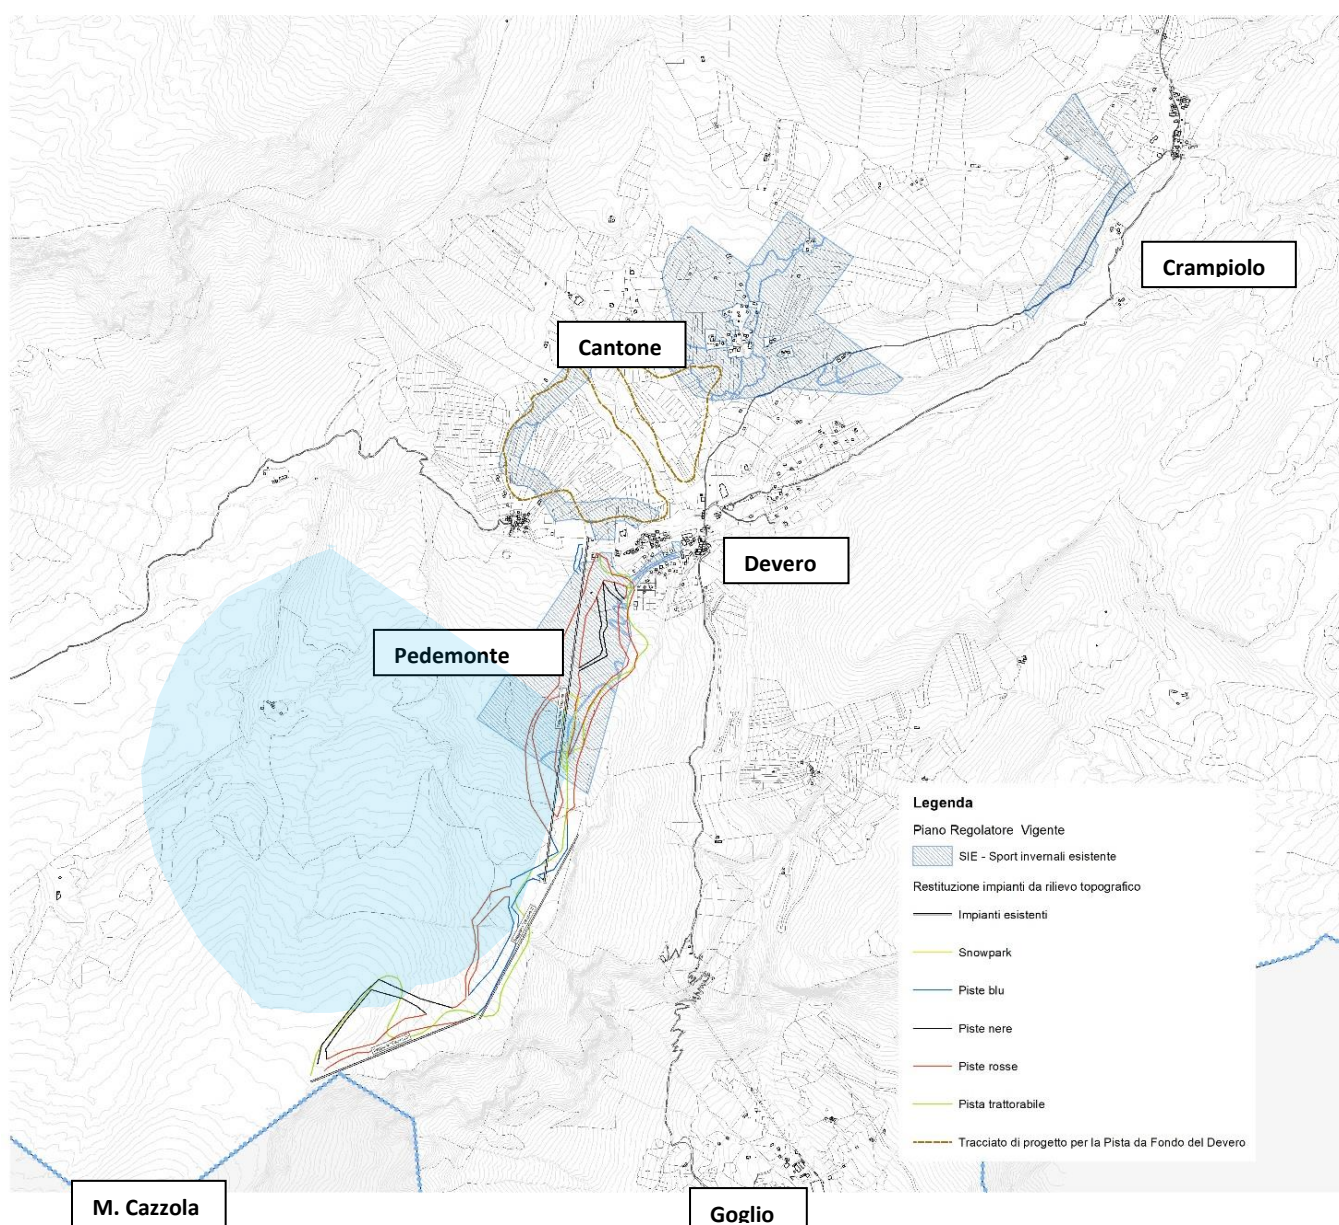 Crampiolo
Cantone
Devero
Pedemonte
Legenda
Piano Regolatore Vigente
SIE - Sport invernali esistente
Restituzione impianti da rilievo topografico
Impianti esistenti
Snowpark
Piste blu
Piste nere
Piste rosse
Pista trattorabile
Tracciato di progetto per la Pista da Fondo del Devero
M. Cazzola
Goglio